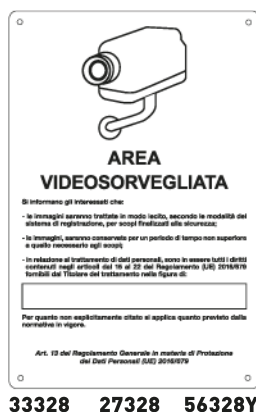 AREA
VIDEOSORVEGLIATA
Si informano gli interessati che:
- le immagini saranno trattate in modo lecito, secondo le modalità del
sistema di registrazione, per scopi finalizzati alla sicurezza;
- le immagini, saranno conservate per un periodo di tempo non superiore
a quello necessario agli scopi;
- in relazione al trattamento di dati personali, sono in essere tutti i diritti
contenuti negli articoli dal 15 al 22 del Regolamento (UE) 2016/679
fornibili dal Titolare del trattamento nella figura di:
Per quanto non esplicitamente citato si applica quanto previsto dalla
normativa in vigore.
Art. 13 del Regolamento Generale in materia di Protezione
dei Dati Personali (UE) 2016/679
33328 27328 56328Y